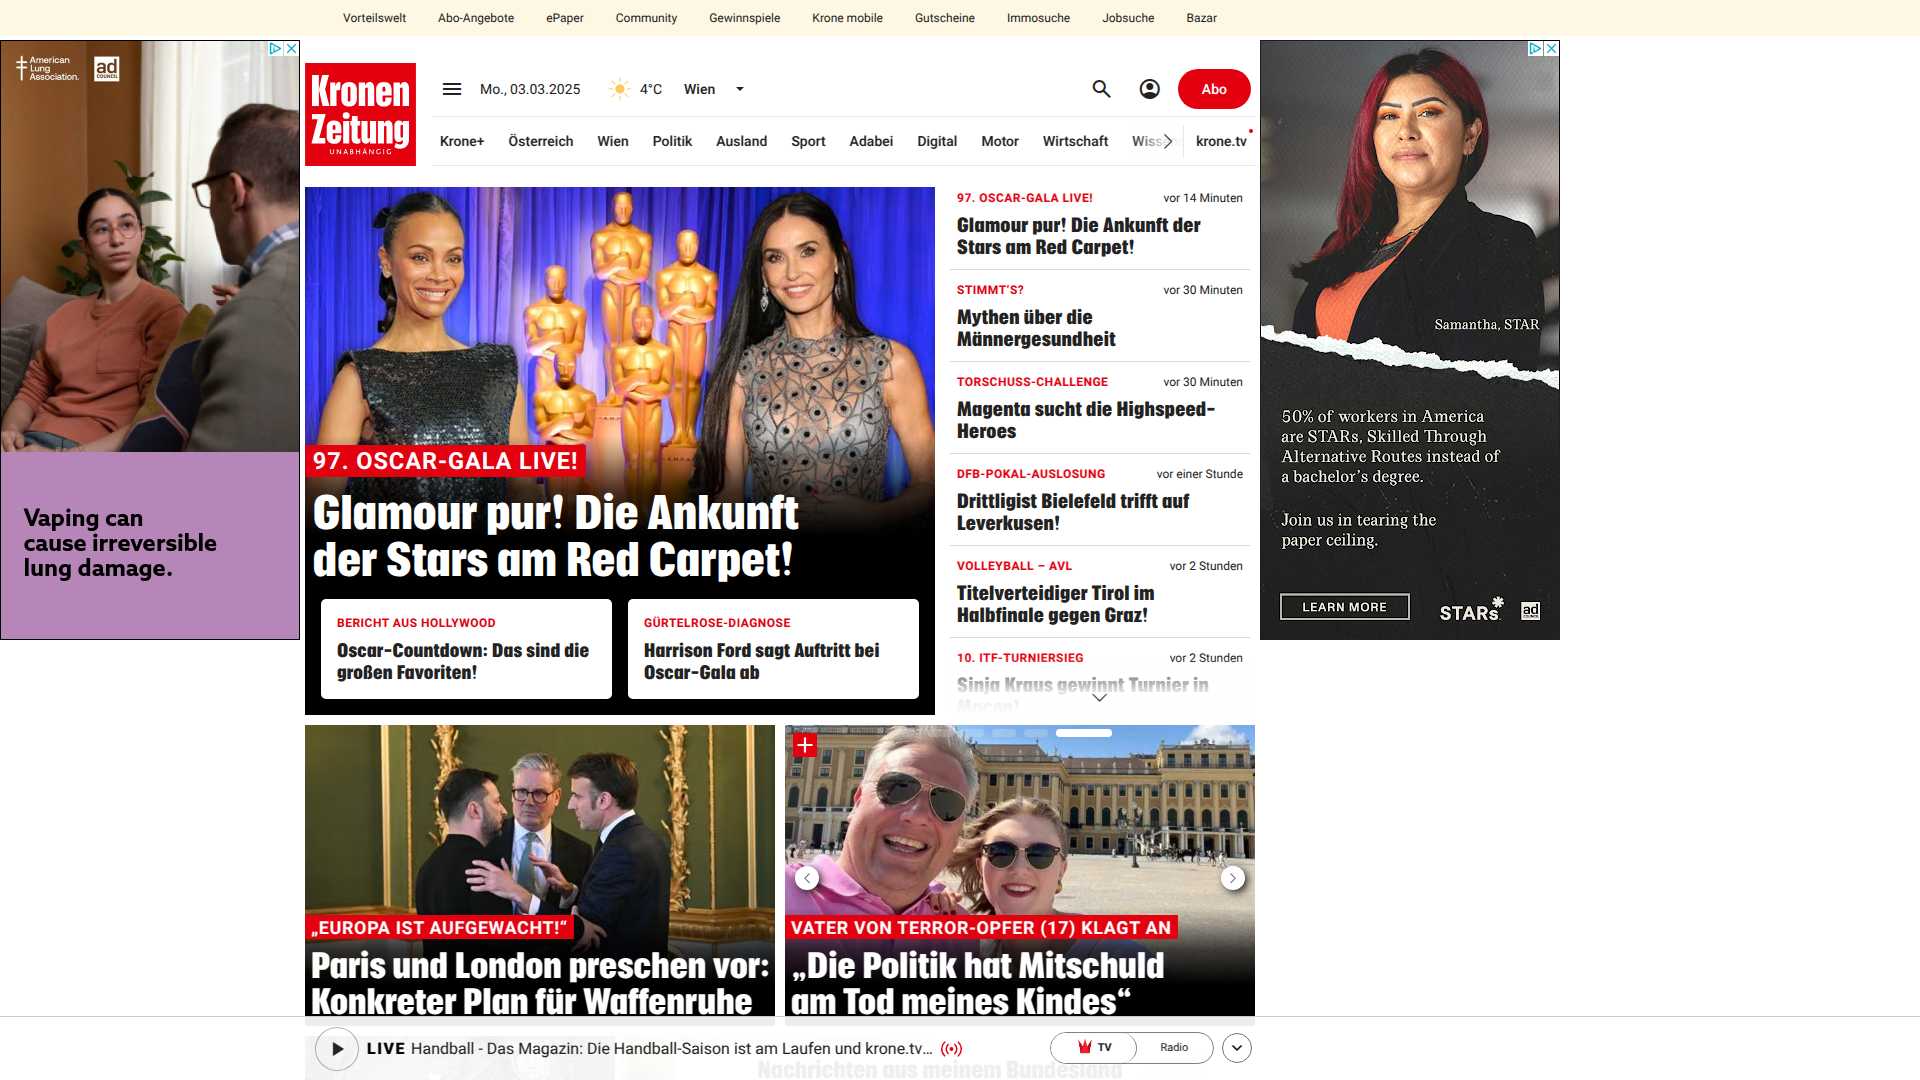 Vorteilswelt Abo-Angebote ePaper Community Gewinnspiele Krone mobile Gutscheine Immosuche Jobsuche Bazar
American
Lung
Association.
ad
COUNCIL
Vaping can
cause irreversible
lung damage.
Kronen
Zeitung
UNABHÄNGIG
Mo., 03.03.2025 4°C Wien
Abo
Krone+ Österreich Wien Politik Ausland Sport Adabei Digital Motor Wirtschaft krone.tv
97. OSCAR-GALA LIVE!
Glamour pur! Die Ankunft
der Stars am Red Carpet!
BERICHT AUS HOLLYWOOD
Oscar-Countdown: Das sind die
großen Favoriten!
GÜRTELROSE-DIAGNOSE
Harrison Ford sagt Auftritt bei
Oscar-Gala ab
97. OSCAR-GALA LIVE! vor 14 Minuten
Glamour pur! Die Ankunft der
Stars am Red Carpet!
STIMMT’S? vor 30 Minuten
Mythen über die
Männergesundheit
TORSCHUSS-CHALLENGE vor 30 Minuten
Magenta sucht die Highspeed-
Heroes
DFB-POKAL-AUSLOSUNG vor einer Stunde
Drittligist Bielefeld trifft auf
Leverkusen!
VOLLEYBALL – AVL vor 2 Stunden
Titelverteidiger Tirol im
Halbfinale gegen Graz!
10. ITF-TURNIERSIEG vor 2 Stunden
Sinja Kraus gewinnt Turnier in
Macon!
Samantha, STAR
50% of workers in America
are STARs, Skilled Through
Alternative Routes instead of
a bachelor’s degree.
Join us in tearing the
paper ceiling.
LEARN MORE
STARs*
ad
COUNCIL
„EUROPA IST AUFGEWACHT!“
Paris und London preschen vor:
Konkreter Plan für Waffenruhe
VATER VON TERROR-OPFER (17) KLAGT AN
„Die Politik hat Mitschuld
am Tod meines Kindes“
LIVE Handball - Das Magazin: Die Handball-Saison ist am Laufen und krone.tv...
TV Radio
Nachrichten aus meinem Bundesland